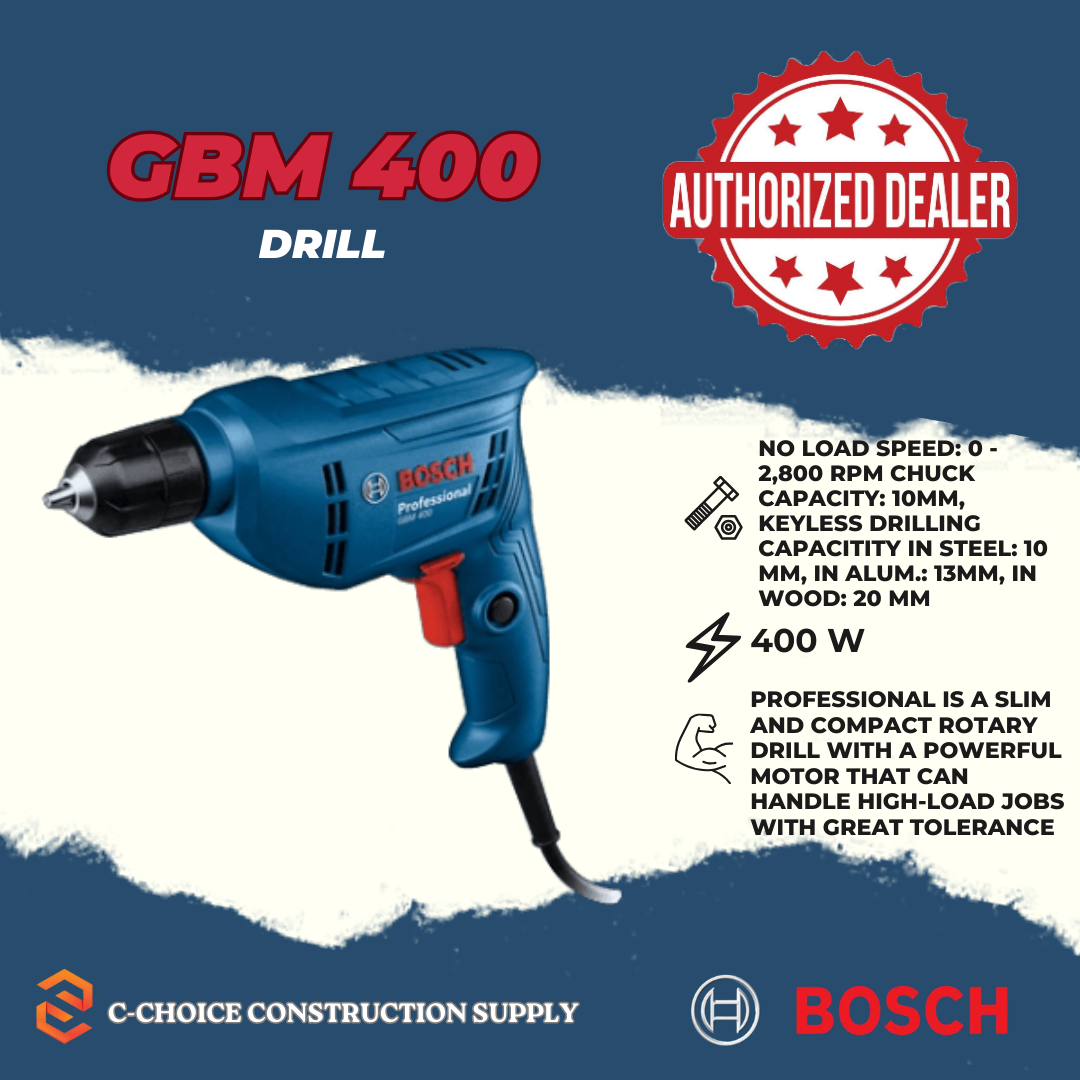 GBM 400
DRILL
AUTHORIZED DEALER
BOSCH
Professional
GBM 400
NO LOAD SPEED: 0 -
2,800 RPM CHUCK
CAPACITY: 10MM,
KEYLESS DRILLING
CAPACITITY IN STEEL: 10
MM, IN ALUM.: 13MM, IN
WOOD: 20 MM
400 W
PROFESSIONAL IS A SLIM
AND COMPACT ROTARY
DRILL WITH A POWERFUL
MOTOR THAT CAN
HANDLE HIGH-LOAD JOBS
WITH GREAT TOLERANCE
C-CHOICE CONSTRUCTION SUPPLY
BOSCH